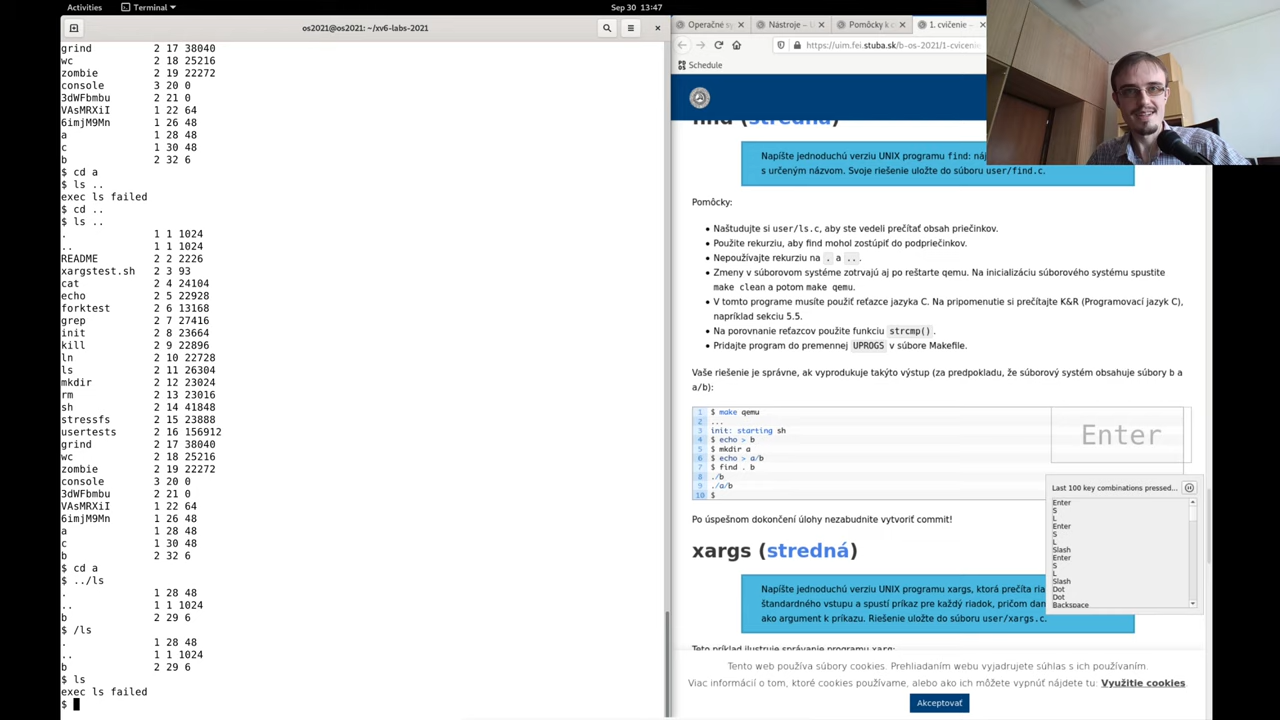 Activities
Terminal
Sep 30 13:47
os2021@os2021: ~/xv6-labs-2021
grind 2 17 38040
wc 2 18 25216
zombie 2 19 22272
console 3 20 0
3dWFbmbu 2 21 0
VAsMRXiI 1 22 64
6imjM9Mn 1 26 48
a 1 28 48
c 1 30 48
b 2 32 6
$ cd a
$ ls ..
exec ls failed
$ cd ..
$ ls ..
. 1 1 1024
.. 1 1 1024
README 2 2 2226
xargstest.sh 2 3 93
cat 2 4 24104
echo 2 5 22928
forktest 2 6 13168
grep 2 7 27416
init 2 8 23664
kill 2 9 22896
ln 2 10 22728
ls 2 11 26304
mkdir 2 12 23024
rm 2 13 23016
sh 2 14 41848
stressfs 2 15 23888
usertests 2 16 156912
grind 2 17 38040
wc 2 18 25216
zombie 2 19 22272
console 3 20 0
3dWFbmbu 2 21 0
VAsMRXiI 1 22 64
6imjM9Mn 1 26 48
a 1 28 48
c 1 30 48
b 2 32 6
$ cd a
$ ../ls
. 1 28 48
.. 1 1 1024
b 2 29 6
$ /ls
. 1 28 48
.. 1 1 1024
b 2 29 6
$ ls
exec ls failed
$
Operačné sy
Nástroje – U
Pomôcky k c
1. cvičenie –
https://uim.fei.stuba.sk/b-os-2021/1-cvicenie
Schedule
find (stredná)
Napíšte jednoduchú verziu UNIX programu find: náj
s určeným názvom. Svoje riešenie uložte do súboru user/find.c.
Pomôcky:
Naštudujte si user/ls.c, aby ste vedeli prečítať obsah priečinkov.
Použite rekurziu, aby find mohol zostúpiť do podpriečinkov.
Nepoužívajte rekurziu na . a ...
Zmeny v súborovom systéme zotrvajú aj po reštarte qemu. Na inicializáciu súborového systému spustite
make clean a potom make qemu.
V tomto programe musíte použiť reťazce jazyka C. Na pripomenutie si prečítajte K&R (Programovací jazyk C),
napríklad sekciu 5.5.
Na porovnanie reťazcov použite funkciu strcmp().
Pridajte program do premennej UPROGS v súbore Makefile.
Vaše riešenie je správne, ak vyprodukuje takýto výstup (za predpokladu, že súborový systém obsahuje súbory b a
a/b):
1 $ make qemu
2 ...
3 init: starting sh
4 $ echo > b
5 $ mkdir a
6 $ echo > a/b
7 $ find . b
8 ./b
9 ./a/b
10 $
Enter
Last 100 key combinations pressed...
Enter
S
L
Enter
S
L
Slash
Enter
S
L
Slash
Dot
Dot
Backspace
Po úspešnom dokončení úlohy nezabudnite vytvoriť commit!
xargs (stredná)
Napíšte jednoduchú verziu UNIX programu xargs, ktorá prečíta ria
štandardného vstupu a spustí príkaz pre každý riadok, pričom dan
ako argument k príkazu. Riešenie uložte do súboru user/xargs.c.
Teto príklad ilustruje správanie programu xarg:
Tento web používa súbory cookies. Prehliadaním webu vyjadrujete súhlas s ich používaním.
Viac informácií o tom, ktoré cookies používame, alebo ako ich môžete vypnúť nájdete tu: Využitie cookies.
Akceptovať